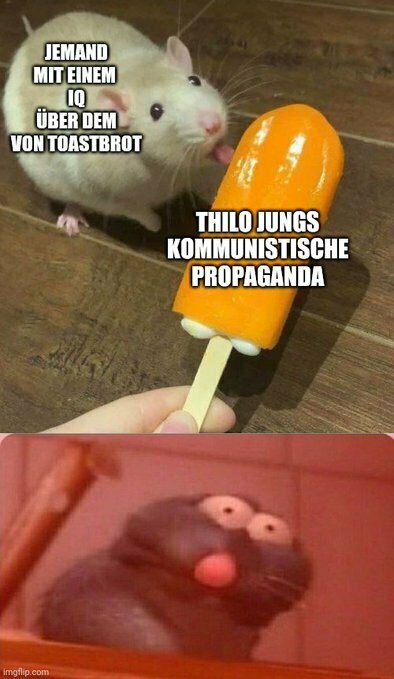 JEMAND
MIT EINEM
IQ
ÜBER DEM
VON TOASTBROT
THILO JUNGS
KOMMUNISTISCHE
PROPAGANDA
imgflip.com